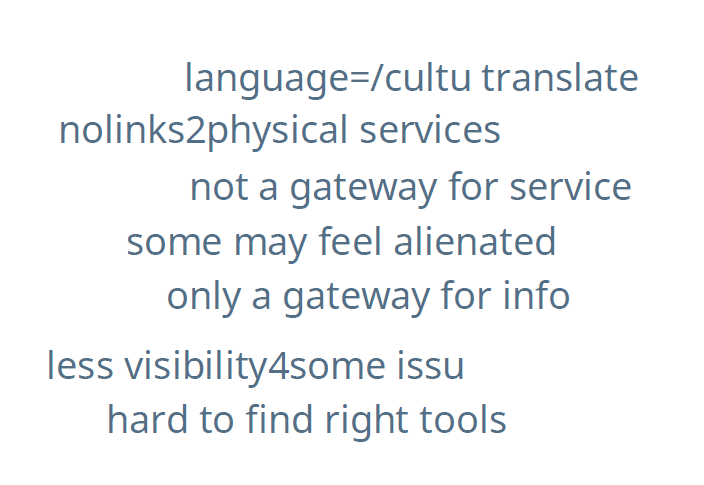 language=/cultu translate
nolinks2physical services
not a gateway for service
some may feel alienated
only a gateway for info
less visibility4some issu
hard to find right tools